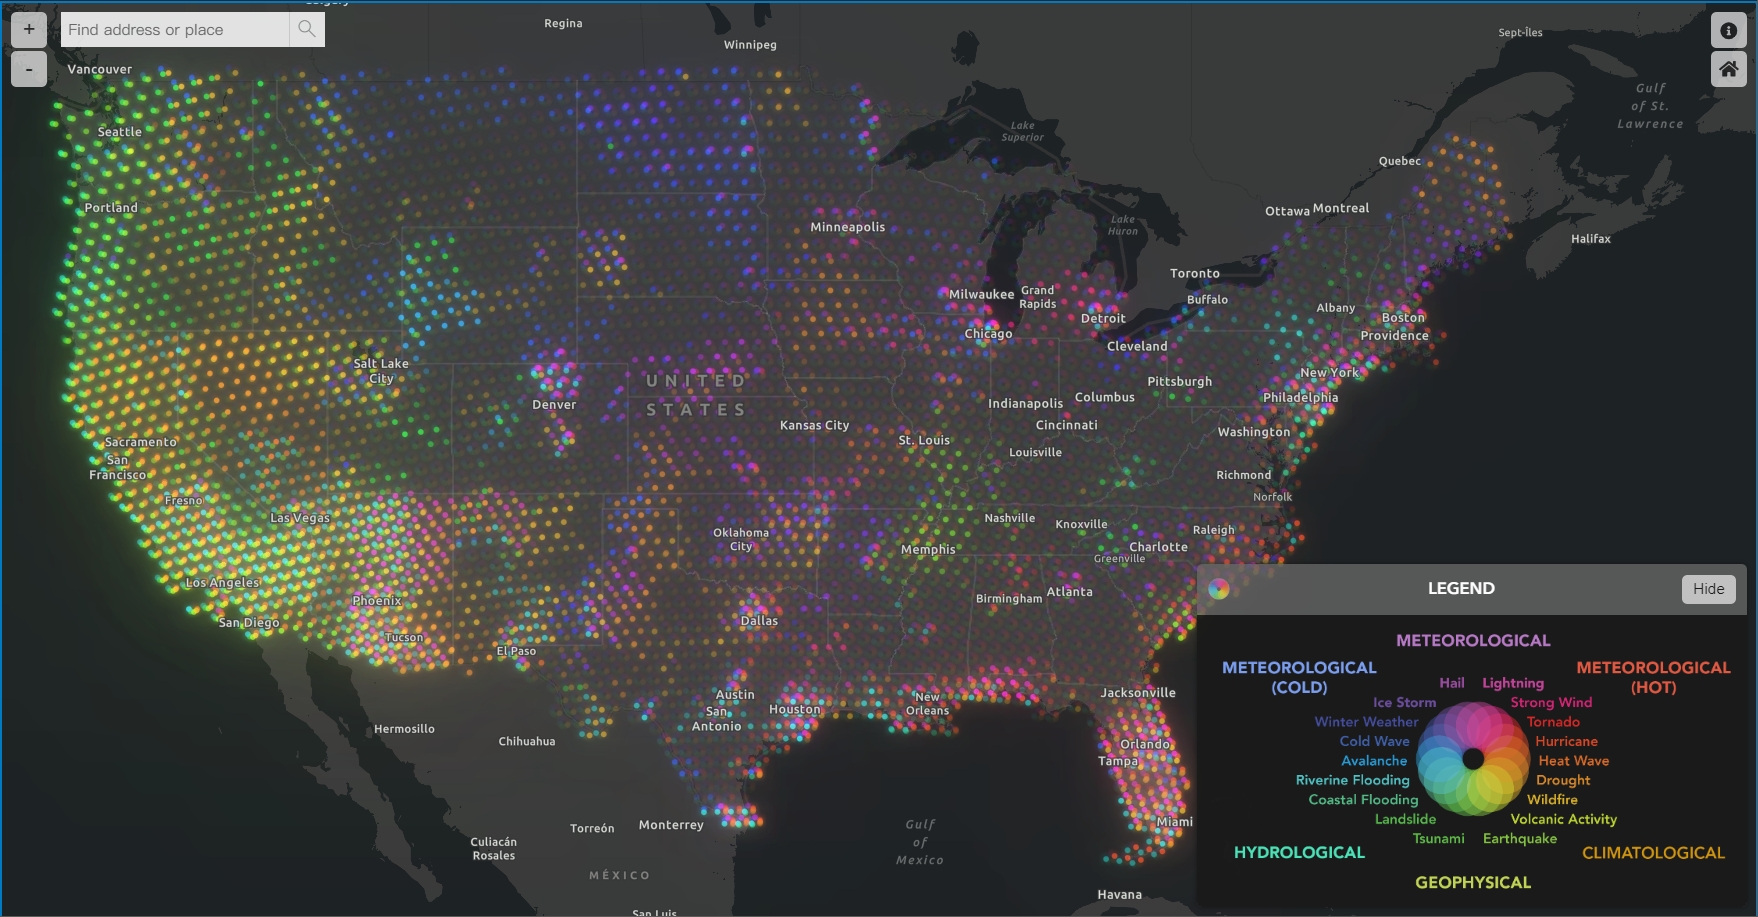 Calgary
+
Find address or place
-
Regina
Winnipeg
Sept-Îles
Vancouver
Gulf
of St.
Lawrence
Seattle
Lake
Superior
Quebec
Portland
Ottawa
Montreal
Lake
Huron
Minneapolis
Halifax
Toronto
Milwaukee
Grand
Rapids
Buffalo
Albany
Detroit
Boston
Chicago
Providence
Cleveland
Salt Lake
City
UNITED
STATES
Pittsburgh
New York
Denver
Indianapolis
Columbus
Philadelphia
Kansas City
Cincinnati
Washington
Sacramento
St. Louis
Louisville
San
Francisco
Richmond
Fresno
Norfolk
Las Vegas
Nashville
Knoxville
Raleigh
Oklahoma
City
Memphis
Charlotte
Greenville
Los Angeles
Phoenix
Birmingham
Atlanta
San Diego
Dallas
Tucson
El Paso
Austin
Jacksonville
San
Antonio
Houston
New
Orleans
Hermosillo
Chihuahua
Orlando
Tampa
Miami
Torreón
Monterrey
Gulf
of
Mexico
Culiacán
Rosales
MÉXICO
Havana
San Luis
LEGEND
Hide
METEOROLOGICAL
METEOROLOGICAL
(COLD)
METEOROLOGICAL
(HOT)
Hail
Lightning
Ice Storm
Strong Wind
Winter Weather
Tornado
Cold Wave
Hurricane
Avalanche
Heat Wave
Riverine Flooding
Drought
Coastal Flooding
Wildfire
Landslide
Volcanic Activity
Tsunami
Earthquake
HYDROLOGICAL
CLIMATOLOGICAL
GEOPHYSICAL